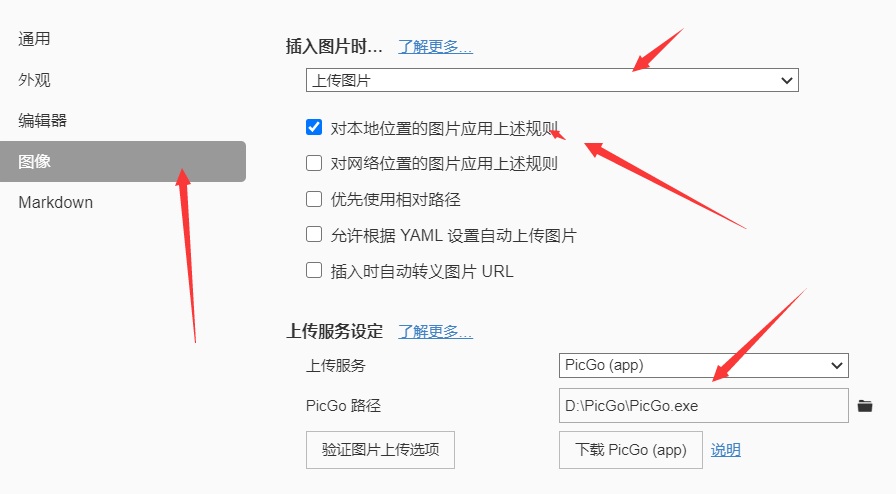 通用
外观
编辑器
图像
Markdown
插入图片时... 了解更多...
上传图片
对本地位置的图片应用上述规则
对网络位置的图片应用上述规则
优先使用相对路径
允许根据 YAML 设置自动上传图片
插入时自动转义图片 URL
上传服务设定 了解更多...
上传服务 PicGo (app)
PicGo 路径 D:\PicGo\PicGo.exe
验证图片上传选项 下载 PicGo (app) 说明